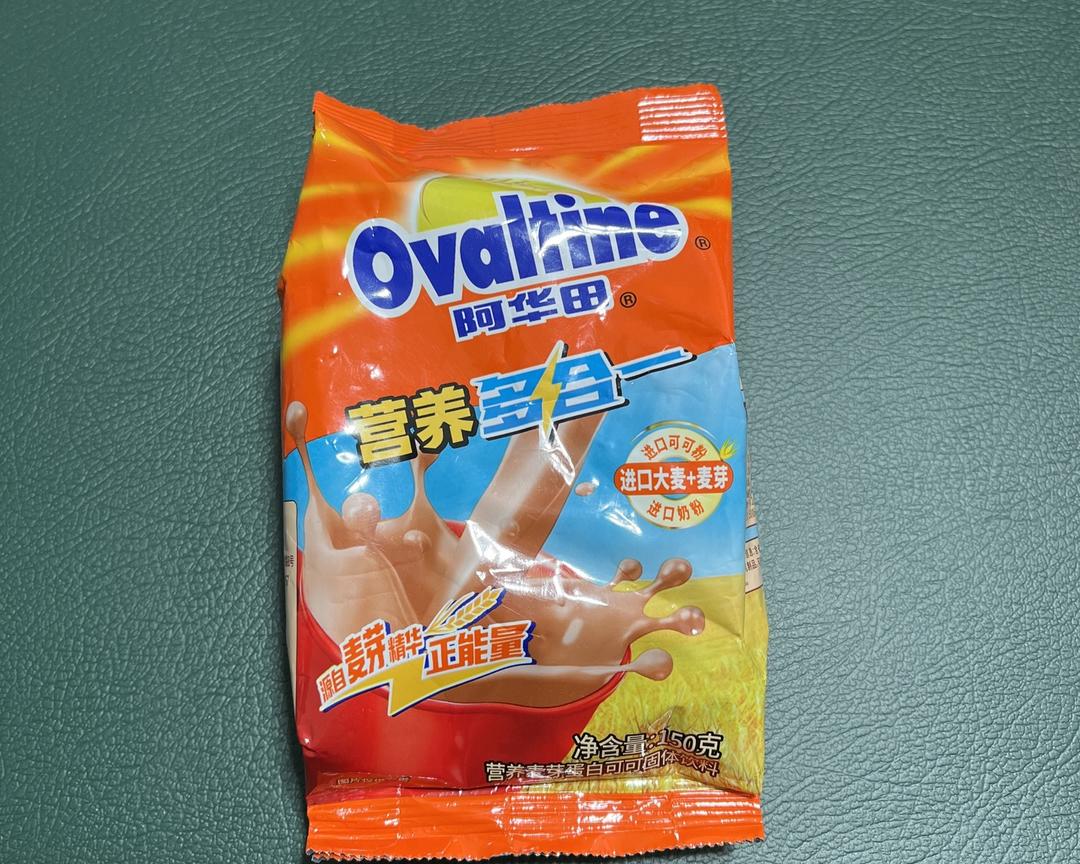 Ovaltine®
阿华田®
营养多合一
进口可可粉
进口大麦+麦芽
进口奶粉
源自麦芽精华正能量
净含量:150克
营养麦芽蛋白可可固体饮料